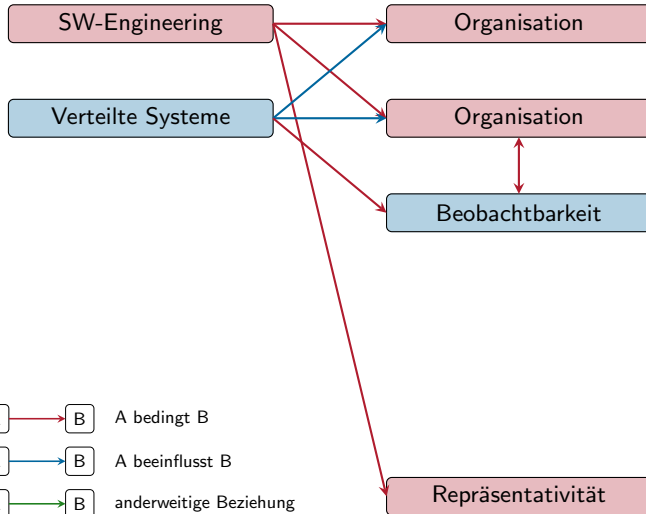 SW-Engineering
Organisation
Verteilte Systeme
Organisation
Beobachtbarkeit
B A bedingt B
B A beeinflusst B
B anderweitige Beziehung
Repräsentativität